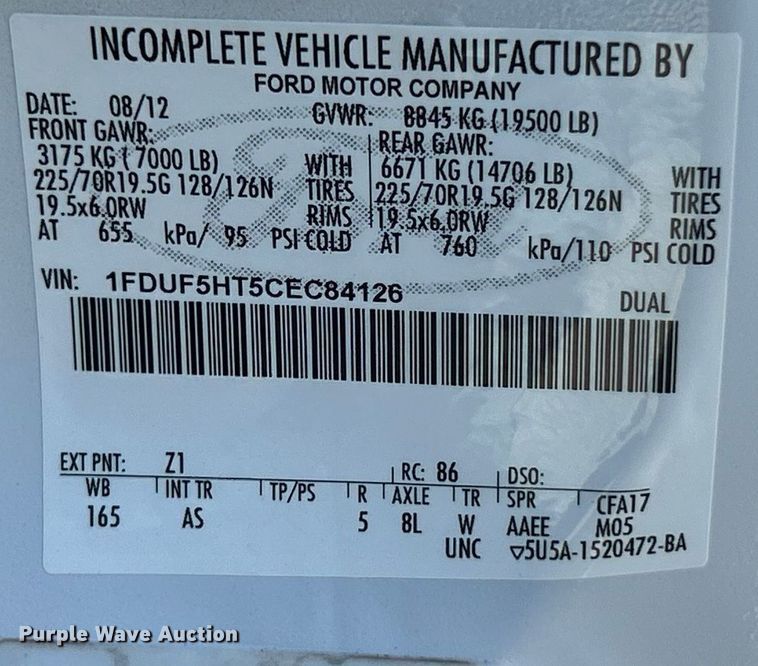 INCOMPLETE VEHICLE MANUFACTURED BY
FORD MOTOR COMPANY
DATE: 08/12 GVWR: 8845 KG (19500 LB)
FRONT GAWR: REAR GAWR:
3175 KG ( 7000 LB) WITH 6671 KG (14706 LB) WITH
225/70R19.5G 128/126N TIRES 225/70R19.5G 128/126N TIRES
19.5x6.0RW RIMS 19.5x6.0RW RIMS
AT 655 kPa/ 95 PSI COLD AT 760 kPa/110 PSI COLD
VIN: 1FDUF5HT5CEC84126 DUAL
EXT PNT: Z1 RC: 86 DSO:
WB INT TR TP/PS R AXLE TR SPR CFA17
165 AS 5 8L W AAEE M05
UNC ▽5U5A-1520472-BA
Purple Wave Auction